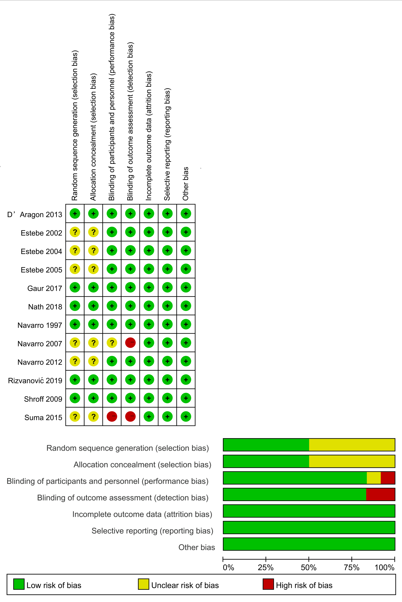 Random sequence generation (selection bias)
Allocation concealment (selection bias)
Blinding of participants and personnel (performance bias)
Blinding of outcome assessment (detection bias)
Incomplete outcome data (attrition bias)
Selective reporting (reporting bias)
Other bias
D’ Aragon 2013 + + + + + + +
Estebe 2002 ? ? + + + + +
Estebe 2004 ? ? + + + + +
Estebe 2005 ? ? + + + + +
Gaur 2017 + + + + + + +
Nath 2018 + + + + + + +
Navarro 1997 + + + + + + +
Navarro 2007 ? ? ? + + +
Navarro 2012 ? ? + + + + +
Rizvanović 2019 + + + + + + +
Shroff 2009 + + + + + + +
Suma 2015 ? ? + + +
Random sequence generation (selection bias)
Allocation concealment (selection bias)
Blinding of participants and personnel (performance bias)
Blinding of outcome assessment (detection bias)
Incomplete outcome data (attrition bias)
Selective reporting (reporting bias)
Other bias
0% 25% 50% 75% 100%
Low risk of bias Unclear risk of bias High risk of bias